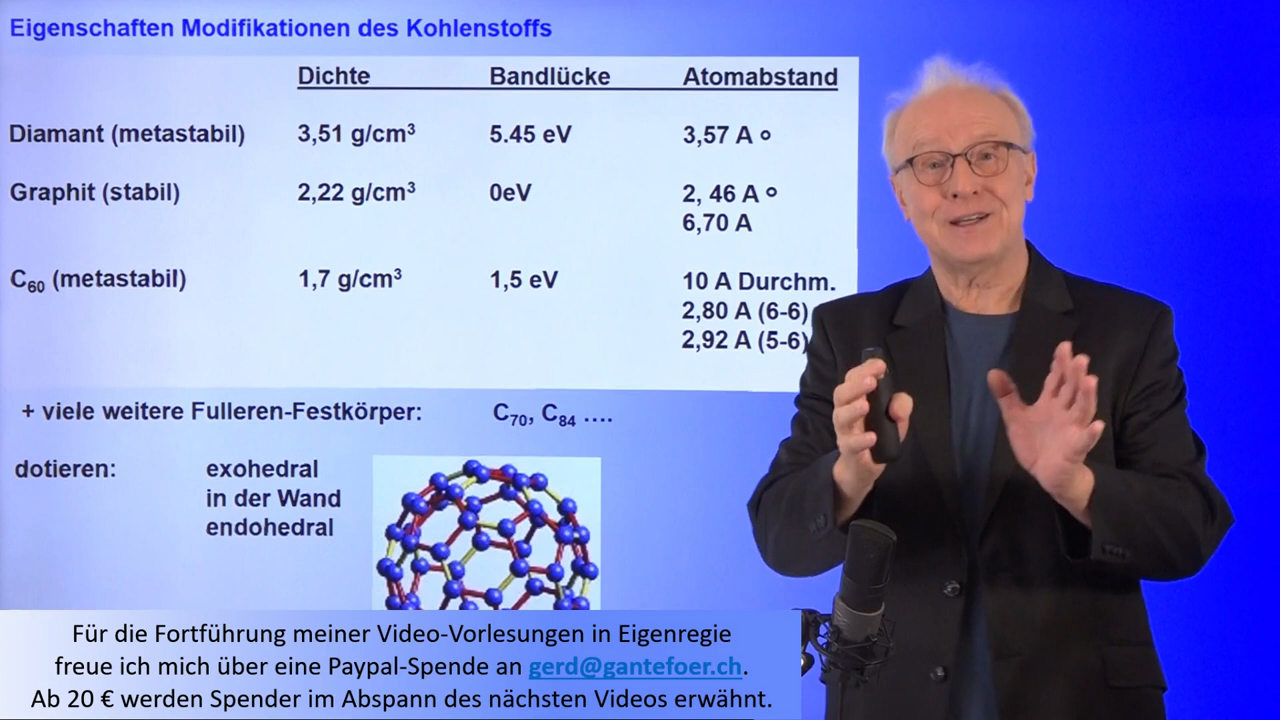 Eigenschaften Modifikationen des Kohlenstoffs
Dichte Bandlücke Atomabstand
Diamant (metastabil) 3,51 g/cm³ 5.45 eV 3,57 A °
Graphit (stabil) 2,22 g/cm³ 0eV 2, 46 A °
6,70 A
C₆₀ (metastabil) 1,7 g/cm³ 1,5 eV 10 A Durchm.
2,80 A (6-6)
2,92 A (5-6)
+ viele weitere Fulleren-Festkörper: C₇₀, C₈₄ ....
dotieren: exohedral
in der Wand
endohedral
Für die Fortführung meiner Video-Vorlesungen in Eigenregie
freue ich mich über eine Paypal-Spende an gerd@gantefoer.ch.
Ab 20 € werden Spender im Abspann des nächsten Videos erwähnt.